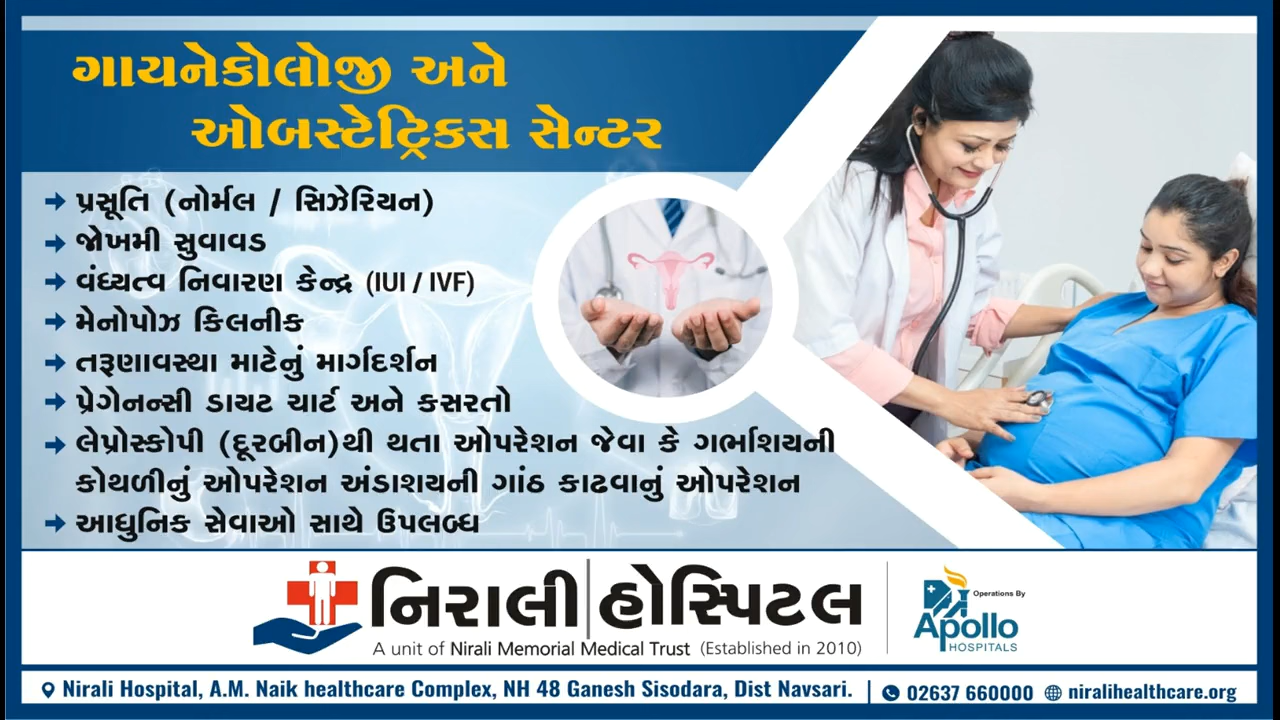 ગાયનેકોલોજી અને
ઓબસ્ટેટ્રિકસ સેન્ટર
પ્રસૂતિ (નોર્મલ / સિઝેરિયન)
જોખમી સુવાવડ
વંધ્યત્વ નિવારણ કેન્દ્ર (IUI / IVF)
મેનોપોઝ કિલનીક
તરૂણાવસ્થા માટેનું માર્ગદર્શન
પ્રેગેનન્સી ડાયટ ચાર્ટ અને કસરતો
લેપ્રોસ્કોપી (દૂરબીન)થી થતા ઓપરેશન જેવા કે ગર્ભાશયની
કોથળીનું ઓપરેશન અંડાશયની ગાંઠ કાઢવાનું ઓપરેશન
આધુનિક સેવાઓ સાથે ઉપલબ્ધ
નિરાલી હોસ્પિટલ
A unit of Nirali Memorial Medical Trust (Established in 2010)
Operations By
Apollo
HOSPITALS
Nirali Hospital, A.M. Naik healthcare Complex, NH 48 Ganesh Sisodara, Dist Navsari. | 02637 660000 niralihealthcare.org